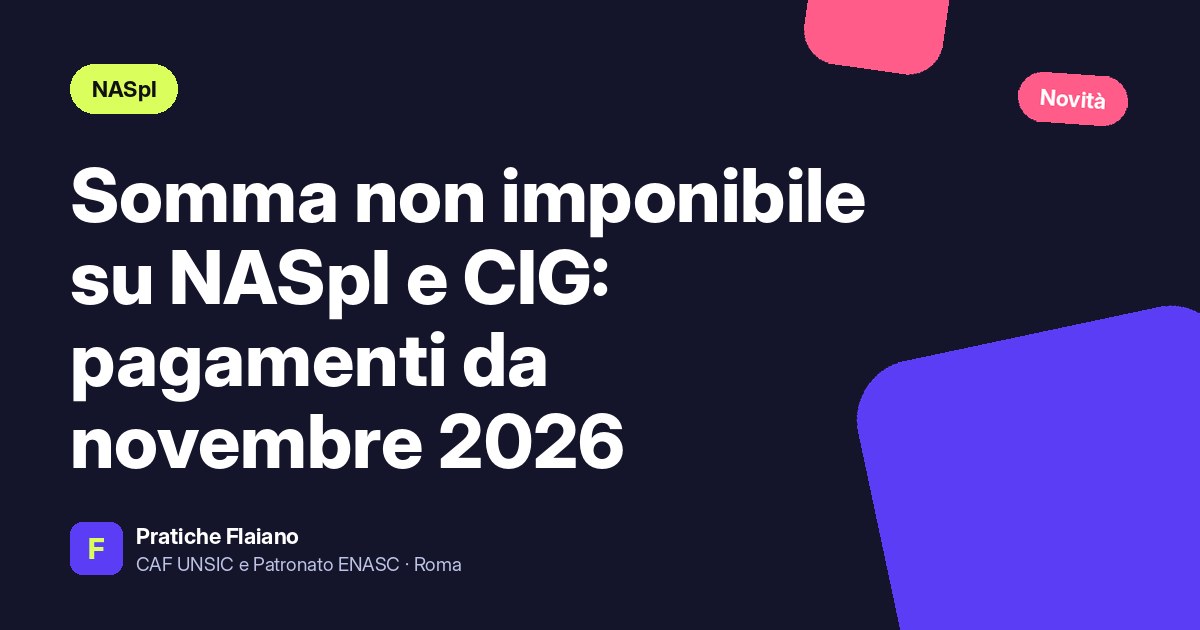 NASpI
Novità
Somma non imponibile
su NASpI e CIG:
pagamenti da
novembre 2026
F
Pratiche Flaiano
CAF UNSIC e Patronato ENASC · Roma